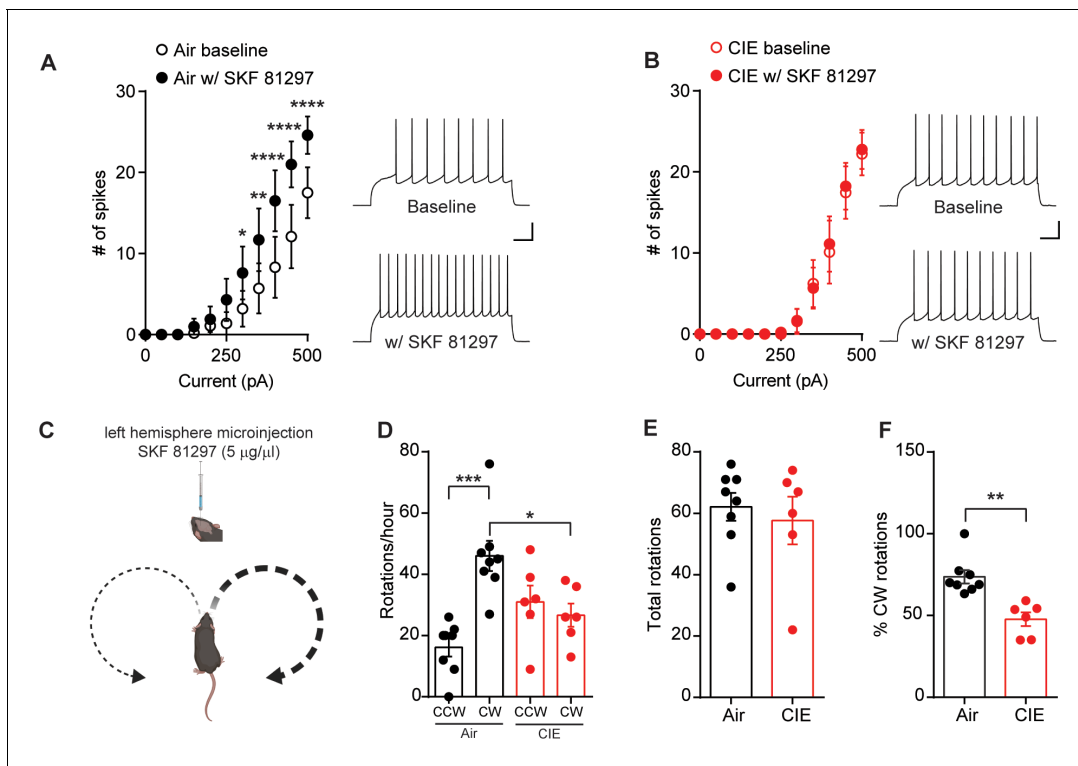 A
Air baseline
Air w/ SKF 81297
30
20
10
0
# of spikes
*
**
****
****
****
0
250
500
Current (pA)
Baseline
w/ SKF 81297
B
CIE baseline
CIE w/ SKF 81297
30
20
10
0
# of spikes
0
250
500
Current (pA)
Baseline
w/ SKF 81297
C
left hemisphere microinjection
SKF 81297 (5 μg/μl)
D
80
60
40
20
0
Rotations/hour
***
*
CCW CW CCW CW
Air CIE
E
80
60
40
20
0
Total rotations
Air CIE
F
150
100
50
0
% CW rotations
**
Air CIE